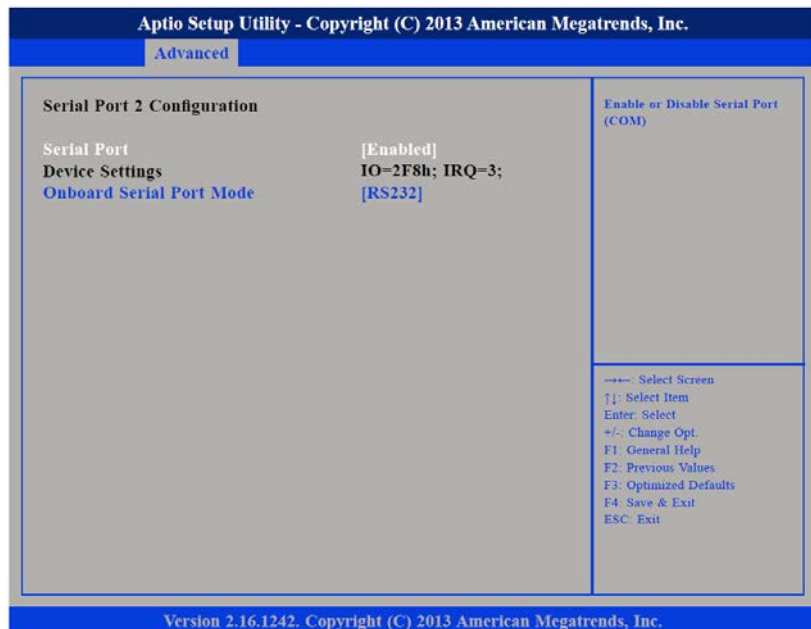 Aptio Setup Utility - Copyright (C) 2013 American Megatrends, Inc.
Advanced
Serial Port 2 Configuration
Serial Port [Enabled]
Device Settings IO=2F8h; IRQ=3;
Onboard Serial Port Mode [RS232]
Enable or Disable Serial Port
(COM)
→←: Select Screen
↑↓: Select Item
Enter: Select
+/-: Change Opt.
F1: General Help
F2: Previous Values
F3: Optimized Defaults
F4: Save & Exit
ESC: Exit
Version 2.16.1242. Copyright (C) 2013 American Megatrends, Inc.